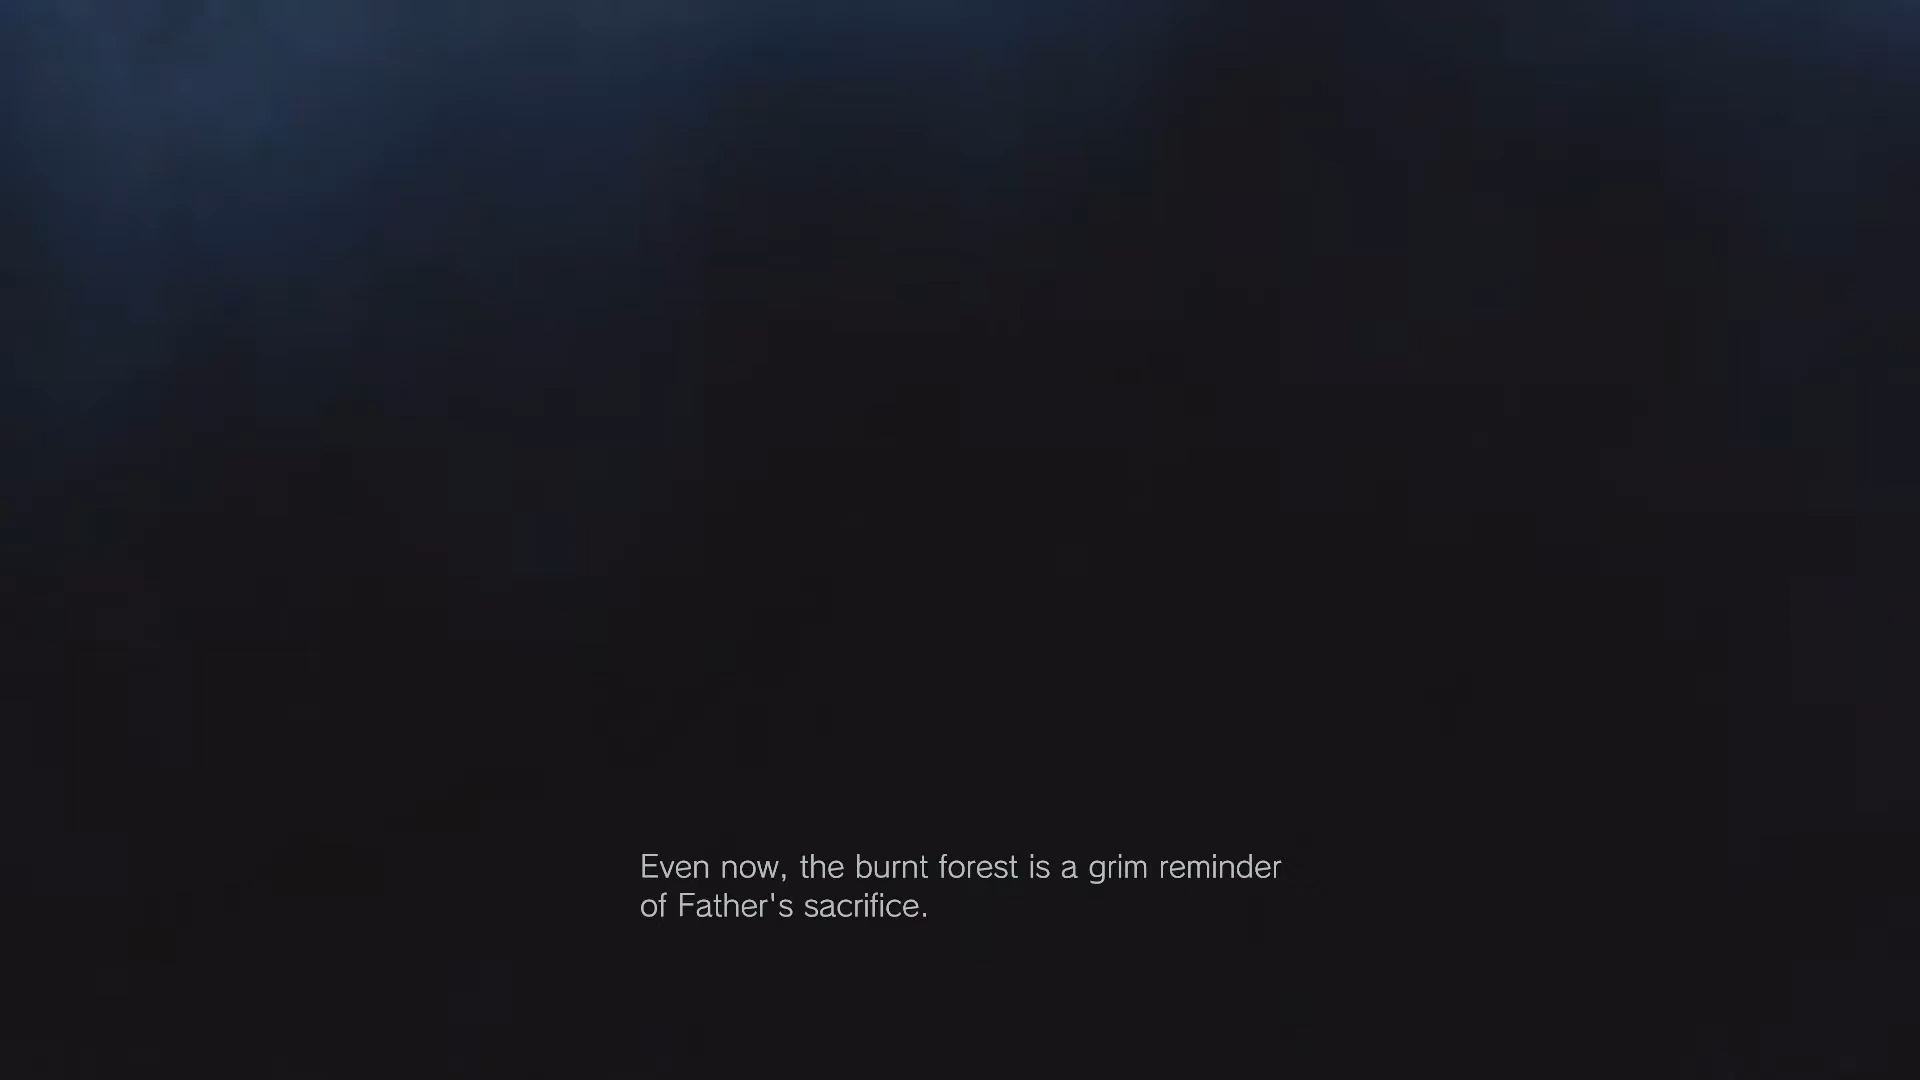 Even now, the burnt forest is a grim reminder
of Father's sacrifice.